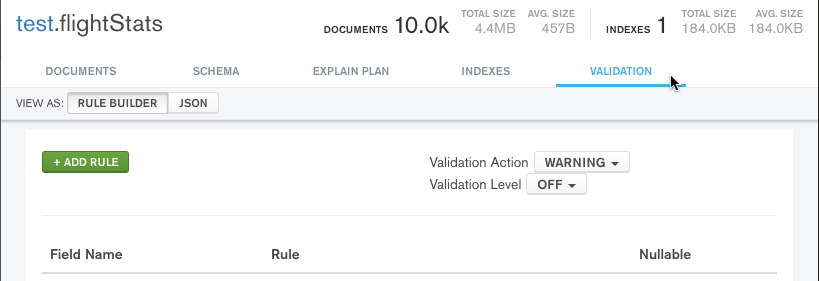 test.flightStats
DOCUMENTS 10.0k TOTAL SIZE 4.4MB AVG. SIZE 457B INDEXES 1 TOTAL SIZE 184.0KB AVG. SIZE 184.0KB
DOCUMENTS SCHEMA EXPLAIN PLAN INDEXES VALIDATION
VIEW AS: RULE BUILDER JSON
+ ADD RULE Validation Action WARNING
Validation Level OFF
Field Name Rule Nullable